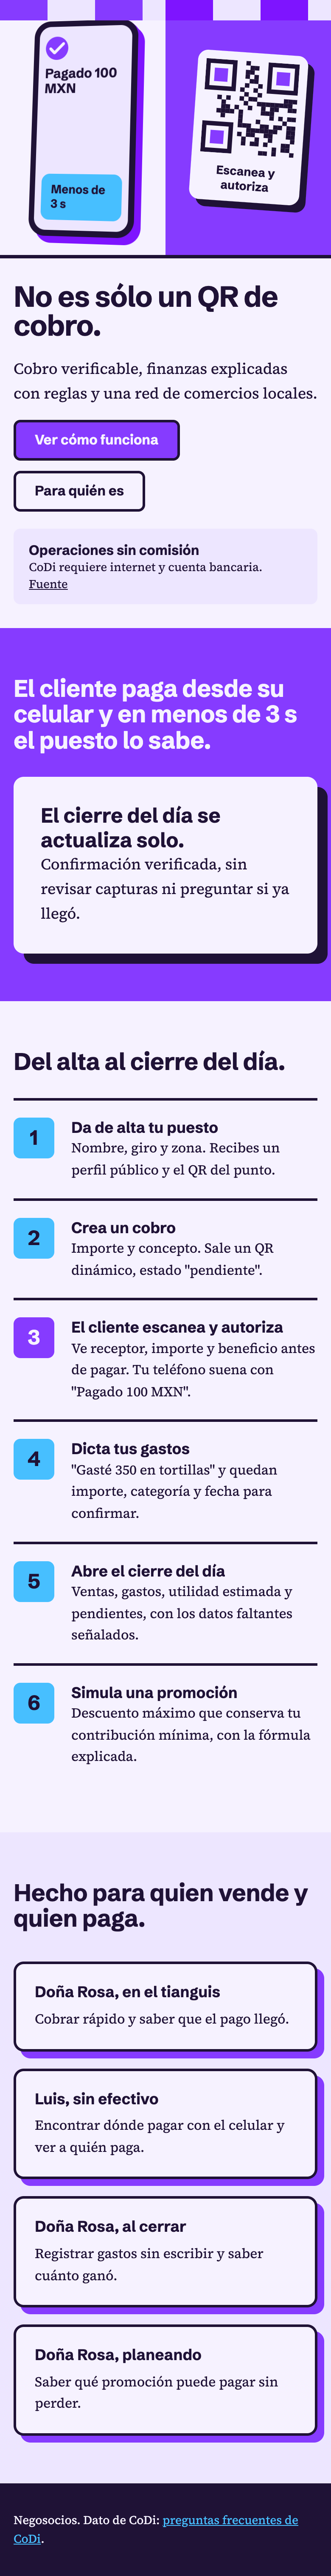 Pagado 100
MXN
Menos de
3 s
Escanea y
autoriza
No es sólo un QR de
cobro.
Cobro verificable, finanzas explicadas
con reglas y una red de comercios locales.
Ver cómo funciona
Para quién es
Operaciones sin comisión
CoDi requiere internet y cuenta bancaria.
Fuente
El cliente paga desde su
celular y en menos de 3 s
el puesto lo sabe.
El cierre del día se
actualiza solo.
Confirmación verificada, sin
revisar capturas ni preguntar si ya
llegó.
Del alta al cierre del día.
1
Da de alta tu puesto
Nombre, giro y zona. Recibes un
perfil público y el QR del punto.
2
Crea un cobro
Importe y concepto. Sale un QR
dinámico, estado "pendiente".
3
El cliente escanea y autoriza
Ve receptor, importe y beneficio antes
de pagar. Tu teléfono suena con
"Pagado 100 MXN".
4
Dicta tus gastos
"Gasté 350 en tortillas" y quedan
importe, categoría y fecha para
confirmar.
5
Abre el cierre del día
Ventas, gastos, utilidad estimada y
pendientes, con los datos faltantes
señalados.
6
Simula una promoción
Descuento máximo que conserva tu
contribución mínima, con la fórmula
explicada.
Hecho para quien vende y
quien paga.
Doña Rosa, en el tianguis
Cobrar rápido y saber que el pago llegó.
Luis, sin efectivo
Encontrar dónde pagar con el celular y
ver a quién paga.
Doña Rosa, al cerrar
Registrar gastos sin escribir y saber
cuánto ganó.
Doña Rosa, planeando
Saber qué promoción puede pagar sin
perder.
Negosocios. Dato de CoDi: preguntas frecuentes de
CoDi.